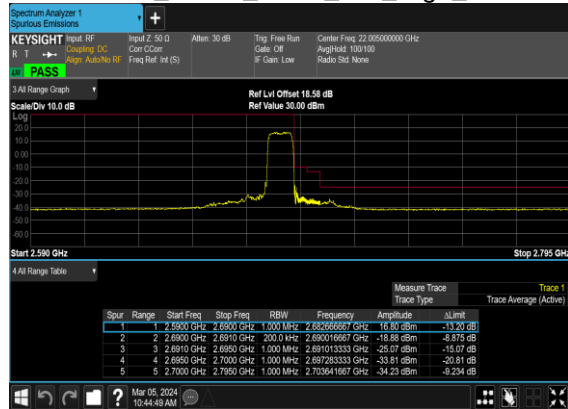 Spectrum Analyzer 1
Spurious Emissions
KEYSIGHT Input: RF Input Z: 50 Ω Atten: 30 dB Trig: Free Run Center Freq: 22.005000000 GHz
R T Coupling: DC Corr CCorr Gate: Off Avg|Hold: 100/100
Align: Auto/No RF Freq Ref: Int (S) IF Gain: Low Radio Std: None
PASS
3 All Range Graph Ref Lvl Offset 18.58 dB
Scale/Div 10.0 dB Ref Value 30.00 dBm
Log
20.0
10.0
0.00
-10.0
-20.0
-30.0
-40.0
-50.0
-60.0
Start 2.590 GHz Stop 2.795 GHz
4 All Range Table
Measure Trace Trace 1
Trace Type Trace Average (Active)
Spur Range Start Freq Stop Freq RBW Frequency Amplitude ΔLimit
1 1 2.5900 GHz 2.6900 GHz 1.000 MHz 2.682666667 GHz 16.80 dBm -13.20 dB
2 2 2.6900 GHz 2.6910 GHz 200.0 kHz 2.690016667 GHz -18.88 dBm -8.875 dB
3 3 2.6910 GHz 2.6950 GHz 1.000 MHz 2.691013333 GHz -25.07 dBm -15.07 dB
4 4 2.6950 GHz 2.7000 GHz 1.000 MHz 2.697283333 GHz -33.81 dBm -20.81 dB
5 5 2.7000 GHz 2.7950 GHz 1.000 MHz 2.703641667 GHz -34.23 dBm -9.234 dB
?
Mar 05, 2024
10:44:49 AM